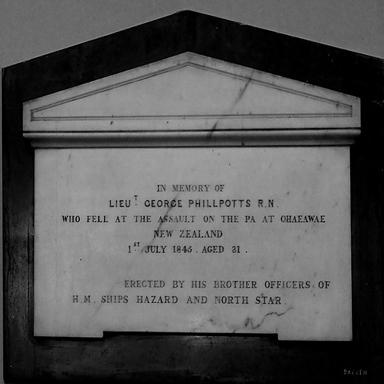 IN MEMORY OF
LIEUT GEORGE PHILLPOTTS R.N.
WHO FELL AT THE ASSAULT ON THE PA AT OHAEAWAE
NEW ZEALAND
1ST JULY 1845. AGED 31.
ERECTED BY HIS BROTHER OFFICERS OF
H.M. SHIPS HAZARD AND NORTH STAR.